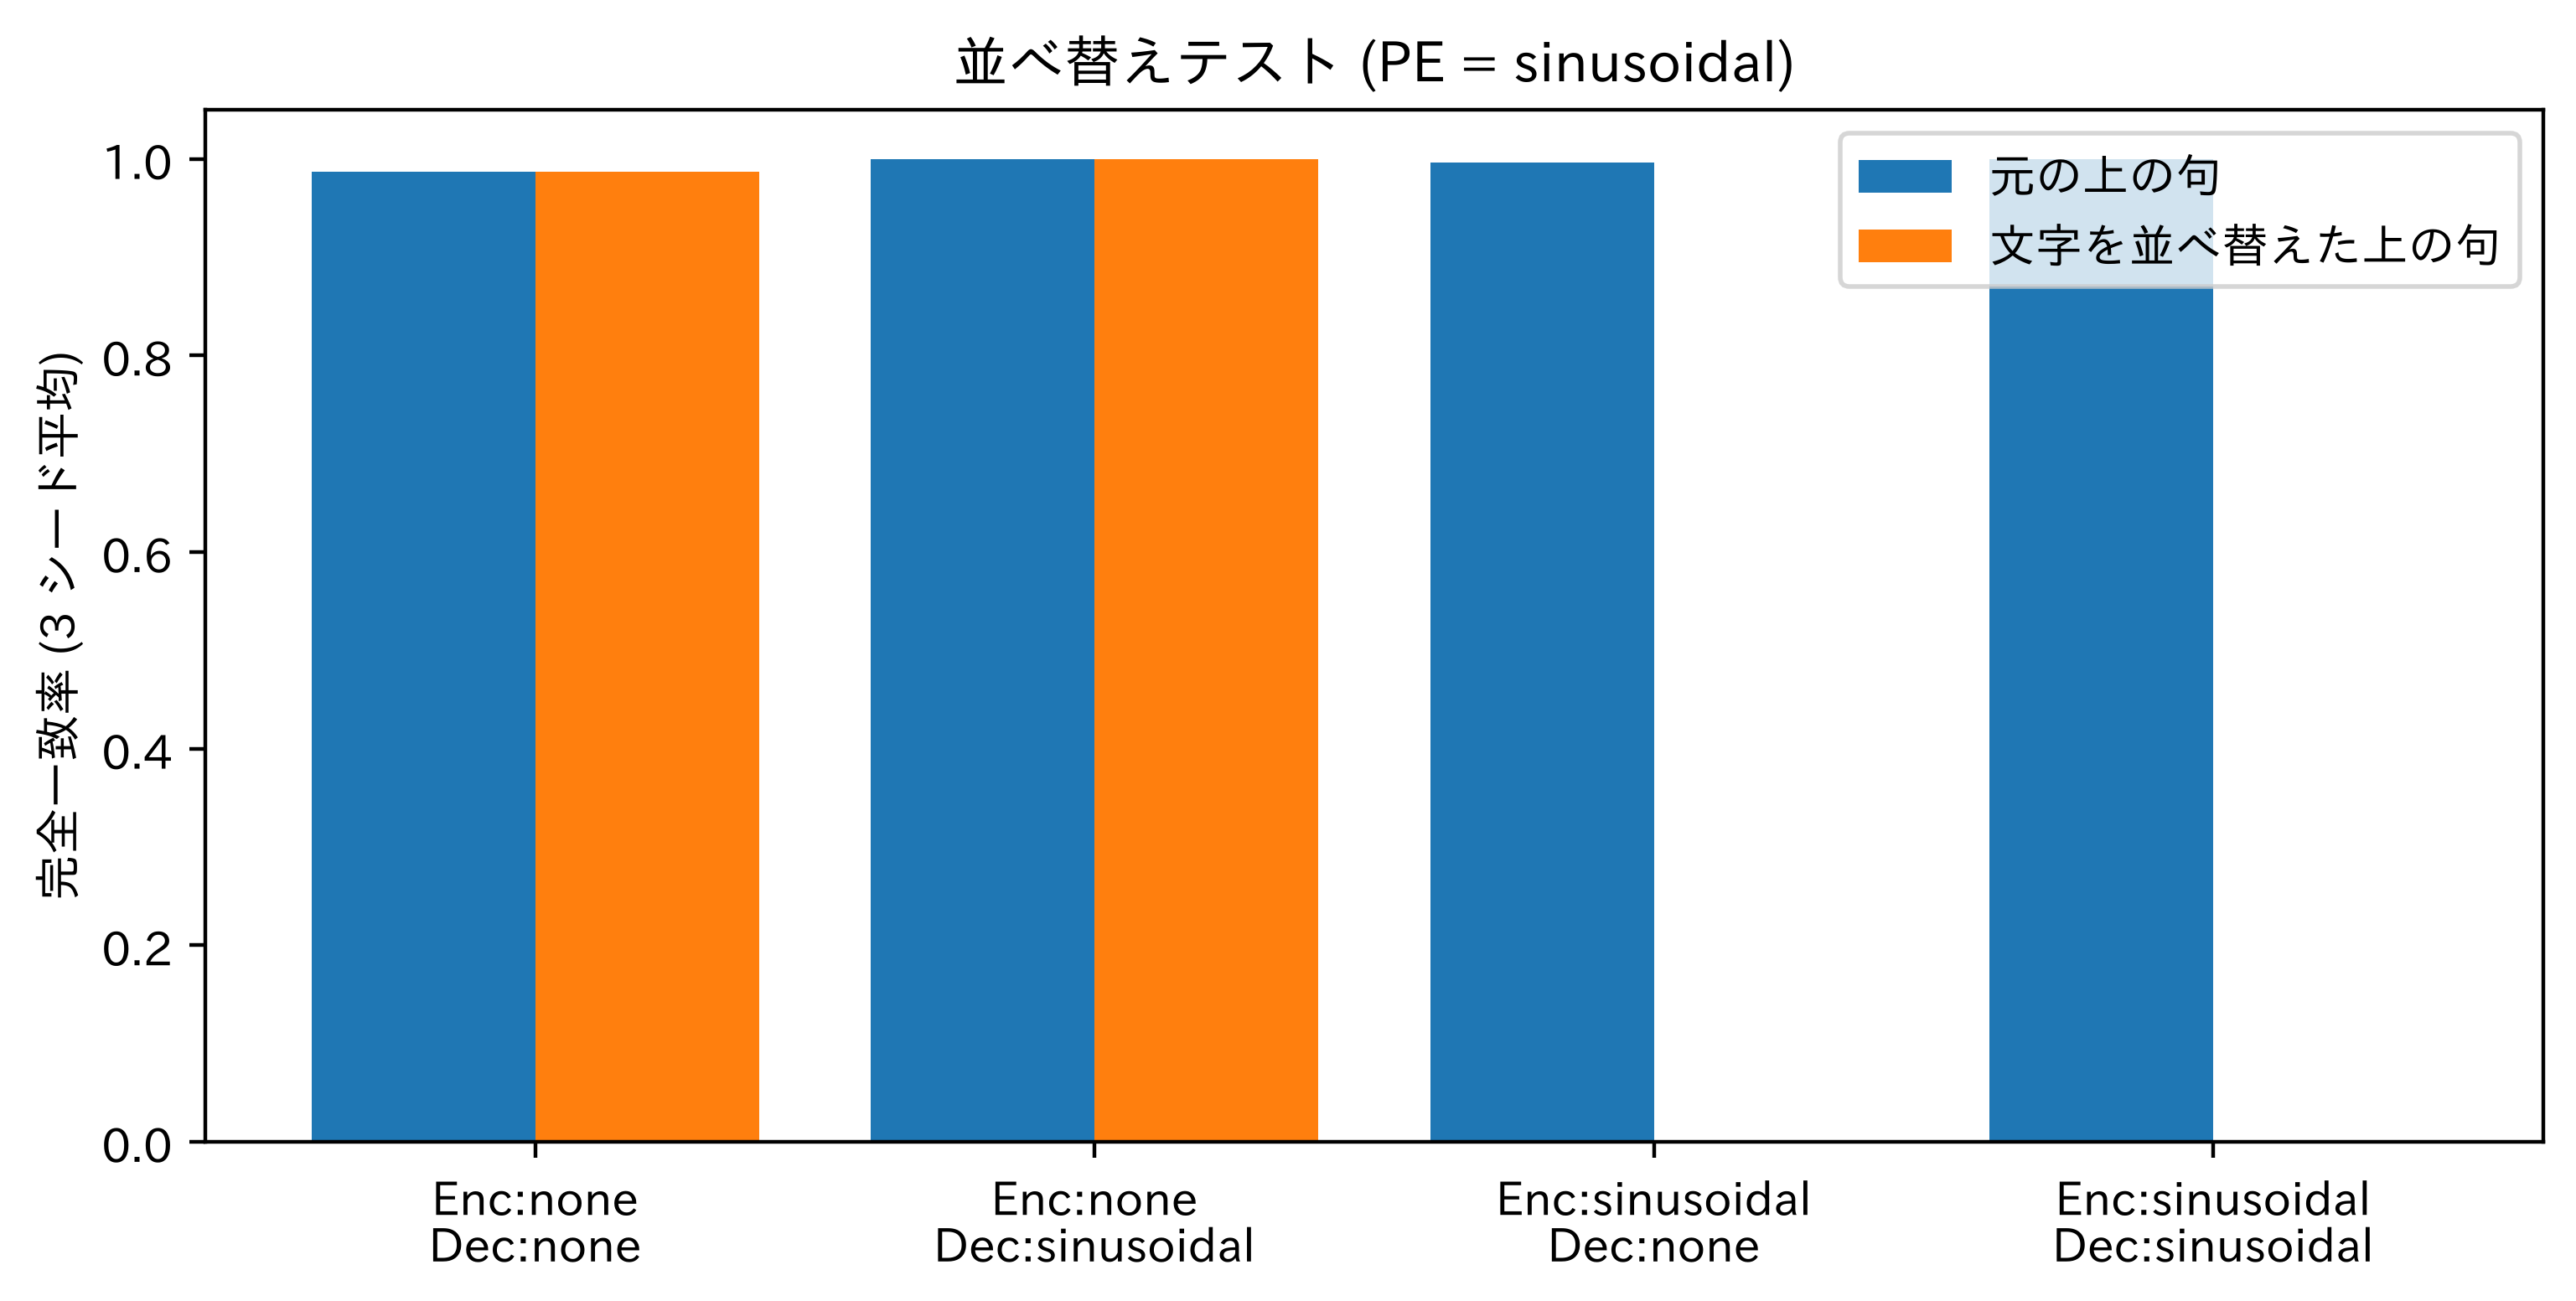 並べ替えテスト (PE = sinusoidal)
元の上の句
文字を並べ替えた上の句
完全一致率 (3 シード平均)
1.0
0.8
0.6
0.4
0.2
0.0
Enc:none
Dec:none
Enc:none
Dec:sinusoidal
Enc:sinusoidal
Dec:none
Enc:sinusoidal
Dec:sinusoidal